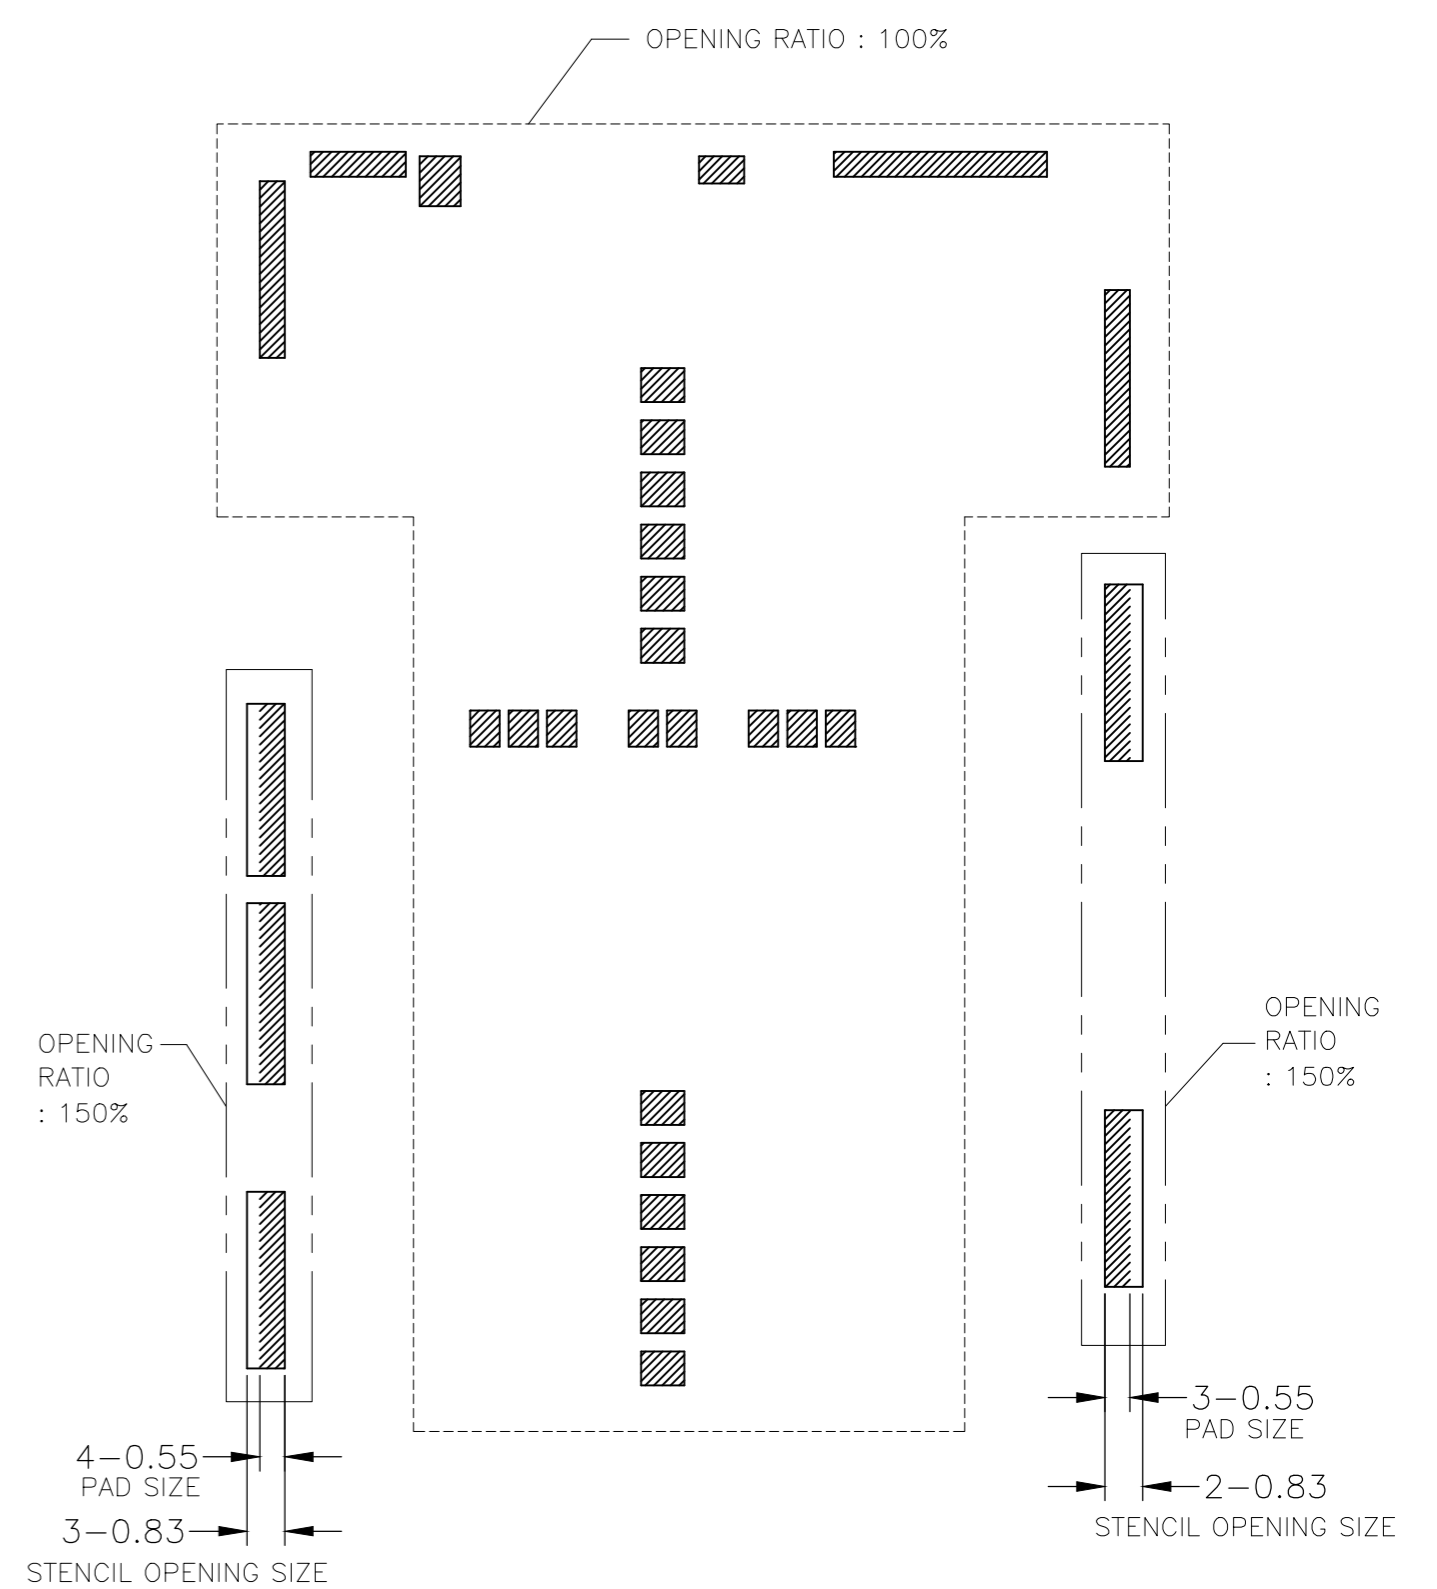 OPENING RATIO : 100%
OPENING
RATIO
: 150%
OPENING
RATIO
: 150%
4-0.55
PAD SIZE
3-0.83
STENCIL OPENING SIZE
3-0.55
PAD SIZE
2-0.83
STENCIL OPENING SIZE